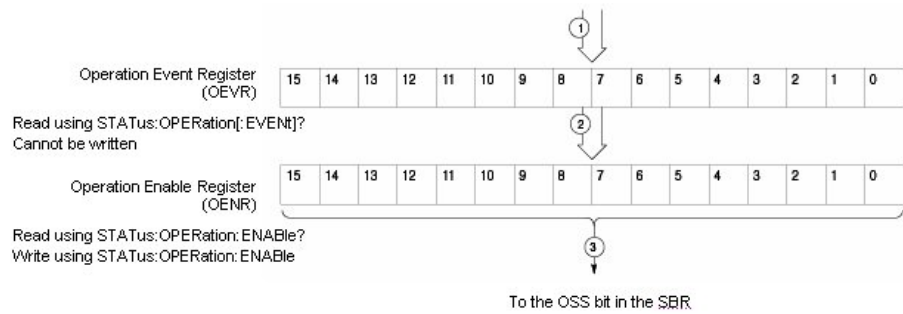 1
Operation Event Register
(OEVR)
15 14 13 12 11 10 9 8 7 6 5 4 3 2 1 0
Read using STATus:OPERation[:EVENt]?
Cannot be written
2
Operation Enable Register
(OENR)
15 14 13 12 11 10 9 8 7 6 5 4 3 2 1 0
Read using STATus:OPERation:ENABle?
Write using STATus:OPERation:ENABle
3
To the OSS bit in the SBR